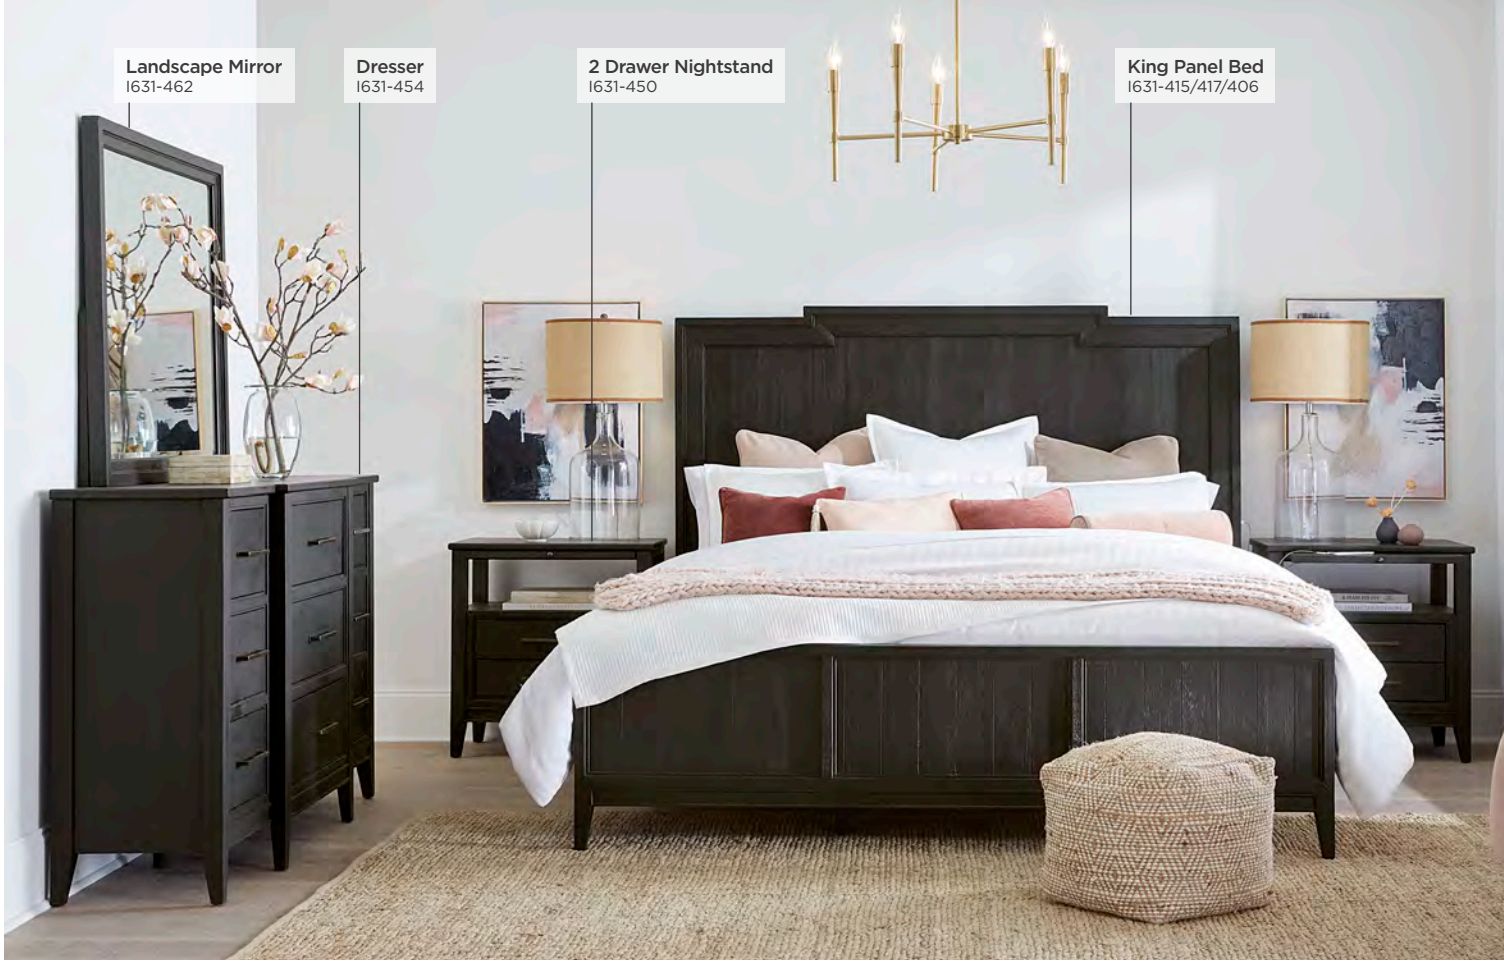 Landscape Mirror
I631-462
Dresser
I631-454
2 Drawer Nightstand
I631-450
King Panel Bed
I631-415/417/406